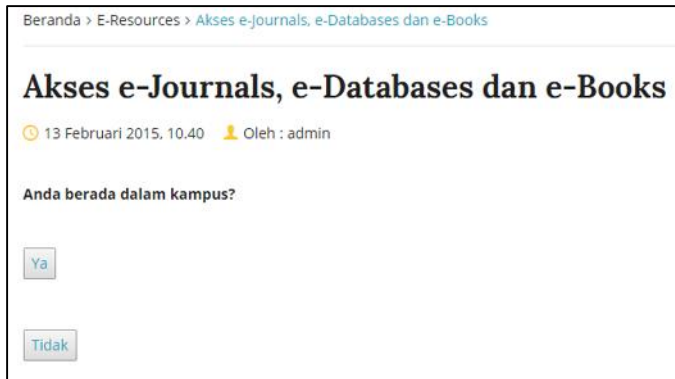 Beranda > E-Resources > Akses e-Journals, e-Databases dan e-Books
Akses e-Journals, e-Databases dan e-Books
13 Februari 2015, 10.40 Oleh : admin
Anda berada dalam kampus?
Ya
Tidak